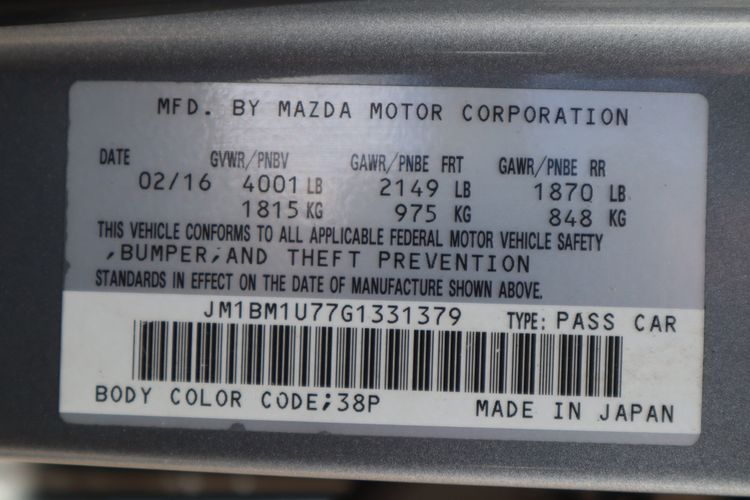 MFD. BY MAZDA MOTOR CORPORATION
DATE GVWR/PNBV GAWR/PNBE FRT GAWR/PNBE RR
02/16 4001 LB 2149 LB 1870 LB
1815 KG 975 KG 848 KG
THIS VEHICLE CONFORMS TO ALL APPLICABLE FEDERAL MOTOR VEHICLE SAFETY
,BUMPER,AND THEFT PREVENTION
STANDARDS IN EFFECT ON THE DATE OF MANUFACTURE SHOWN ABOVE.
JM1BM1U77G1331379 TYPE: PASS CAR
BODY COLOR CODE;38P MADE IN JAPAN